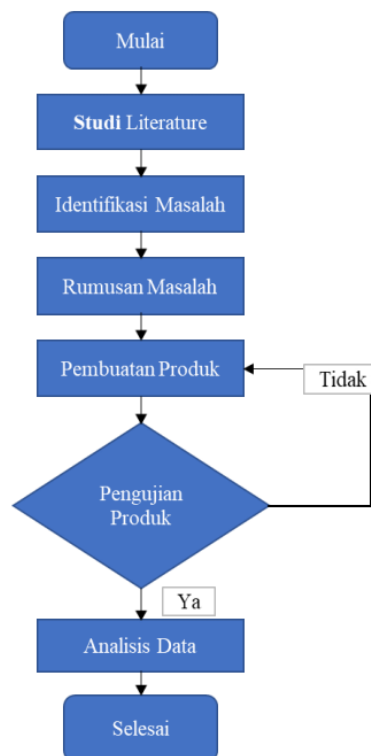 Mulai
Studi Literature
Identifikasi Masalah
Rumusan Masalah
Pembuatan Produk
Tidak
Pengujian
Produk
Ya
Analisis Data
Selesai